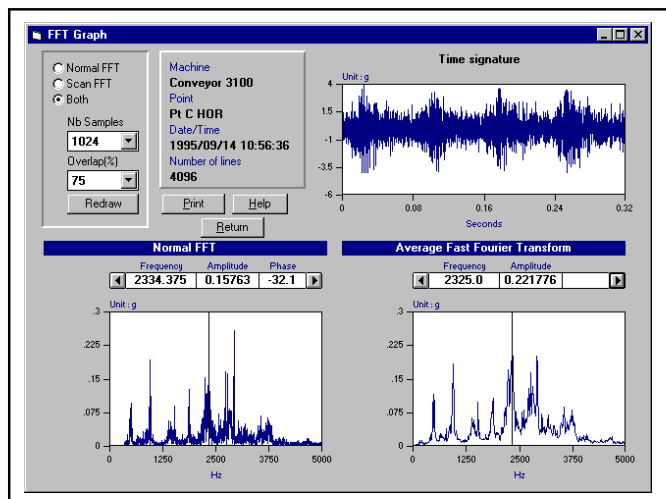 FFT Graph
Normal FFT
Scan FFT
Both
Nb Samples
1024
Overlap(%)
75
Redraw
Machine
Conveyor 3100
Point
Pt C HOR
Date/Time
1995/09/14 10:56:36
Number of lines
4096
Print
Help
Return
Time signature
Unit : g
4
1.5
-1
-3.5
-6
0
0.08
0.16
0.24
0.32
Seconds
Normal FFT
Frequency Amplitude Phase
2334.375 0.15763 -32.1
Unit : g
.3
.225
.15
.075
0
0 1250 2500 3750 5000
Hz
Average Fast Fourier Transform
Frequency Amplitude
2325.0 0.221776
Unit : g
.3
.225
.15
.075
0
0 1250 2500 3750 5000
Hz